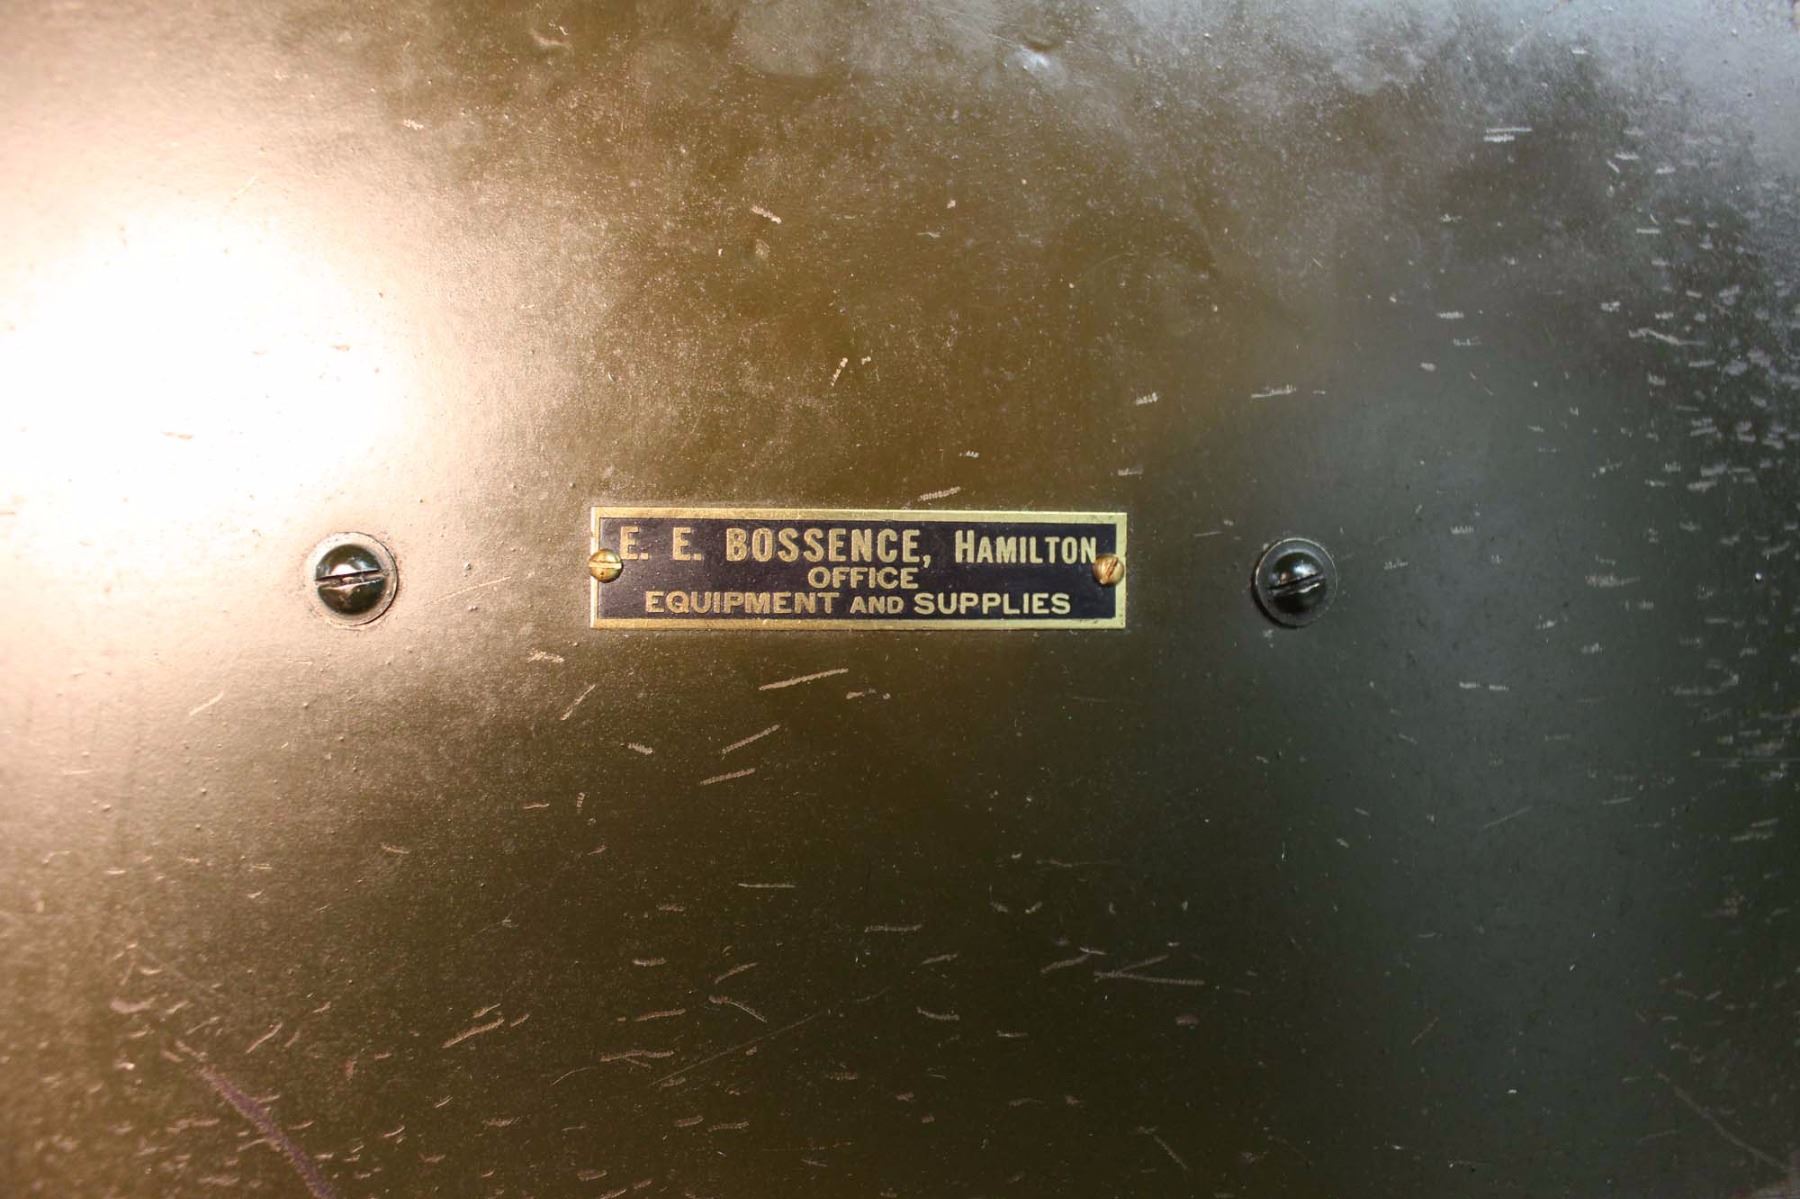 E. E. BOSSENCE, HAMILTON
OFFICE
EQUIPMENT AND SUPPLIES